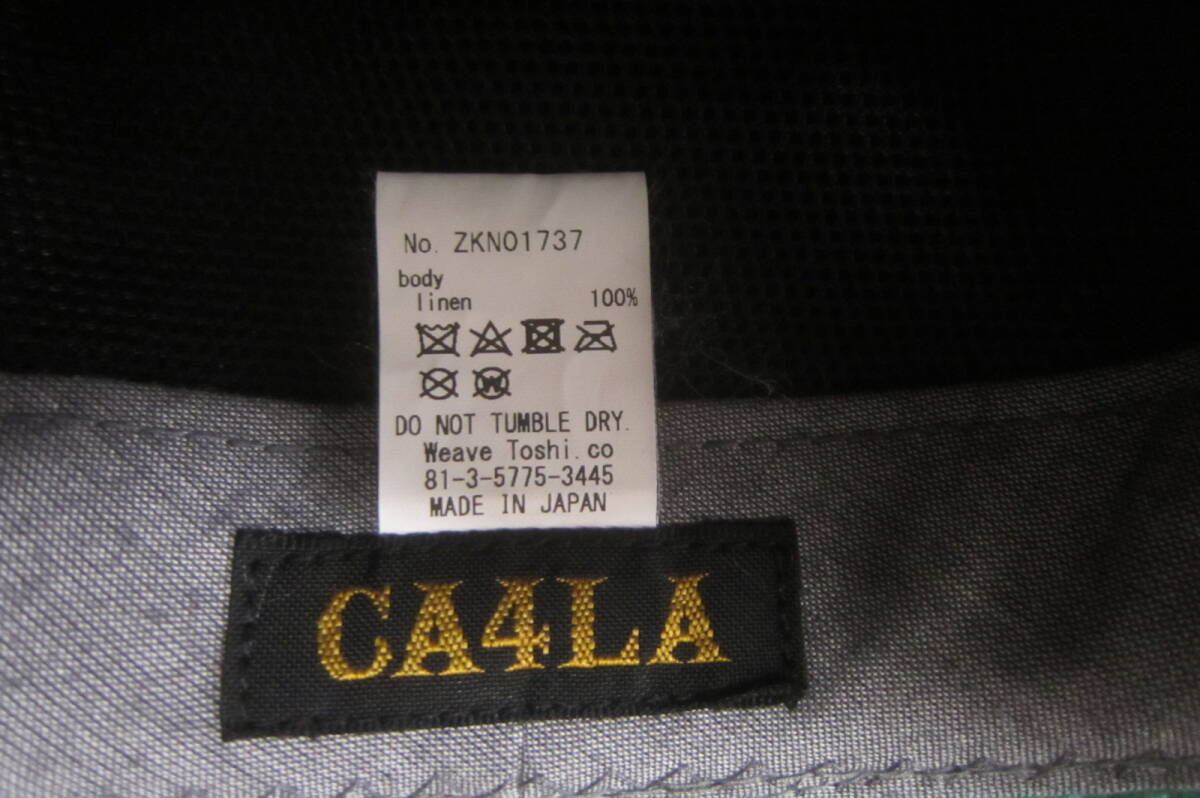 No. ZKN01737
body
linen 100%
W
DO NOT TUMBLE DRY.
Weave Toshi.co
81-3-5775-3445
MADE IN JAPAN
CA4LA